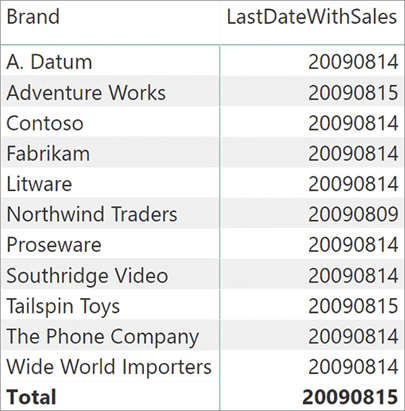 Brand LastDateWithSales
A. Datum 20090814
Adventure Works 20090815
Contoso 20090814
Fabrikam 20090814
Litware 20090814
Northwind Traders 20090809
Proseware 20090814
Southridge Video 20090814
Tailspin Toys 20090815
The Phone Company 20090814
Wide World Importers 20090814
Total 20090815